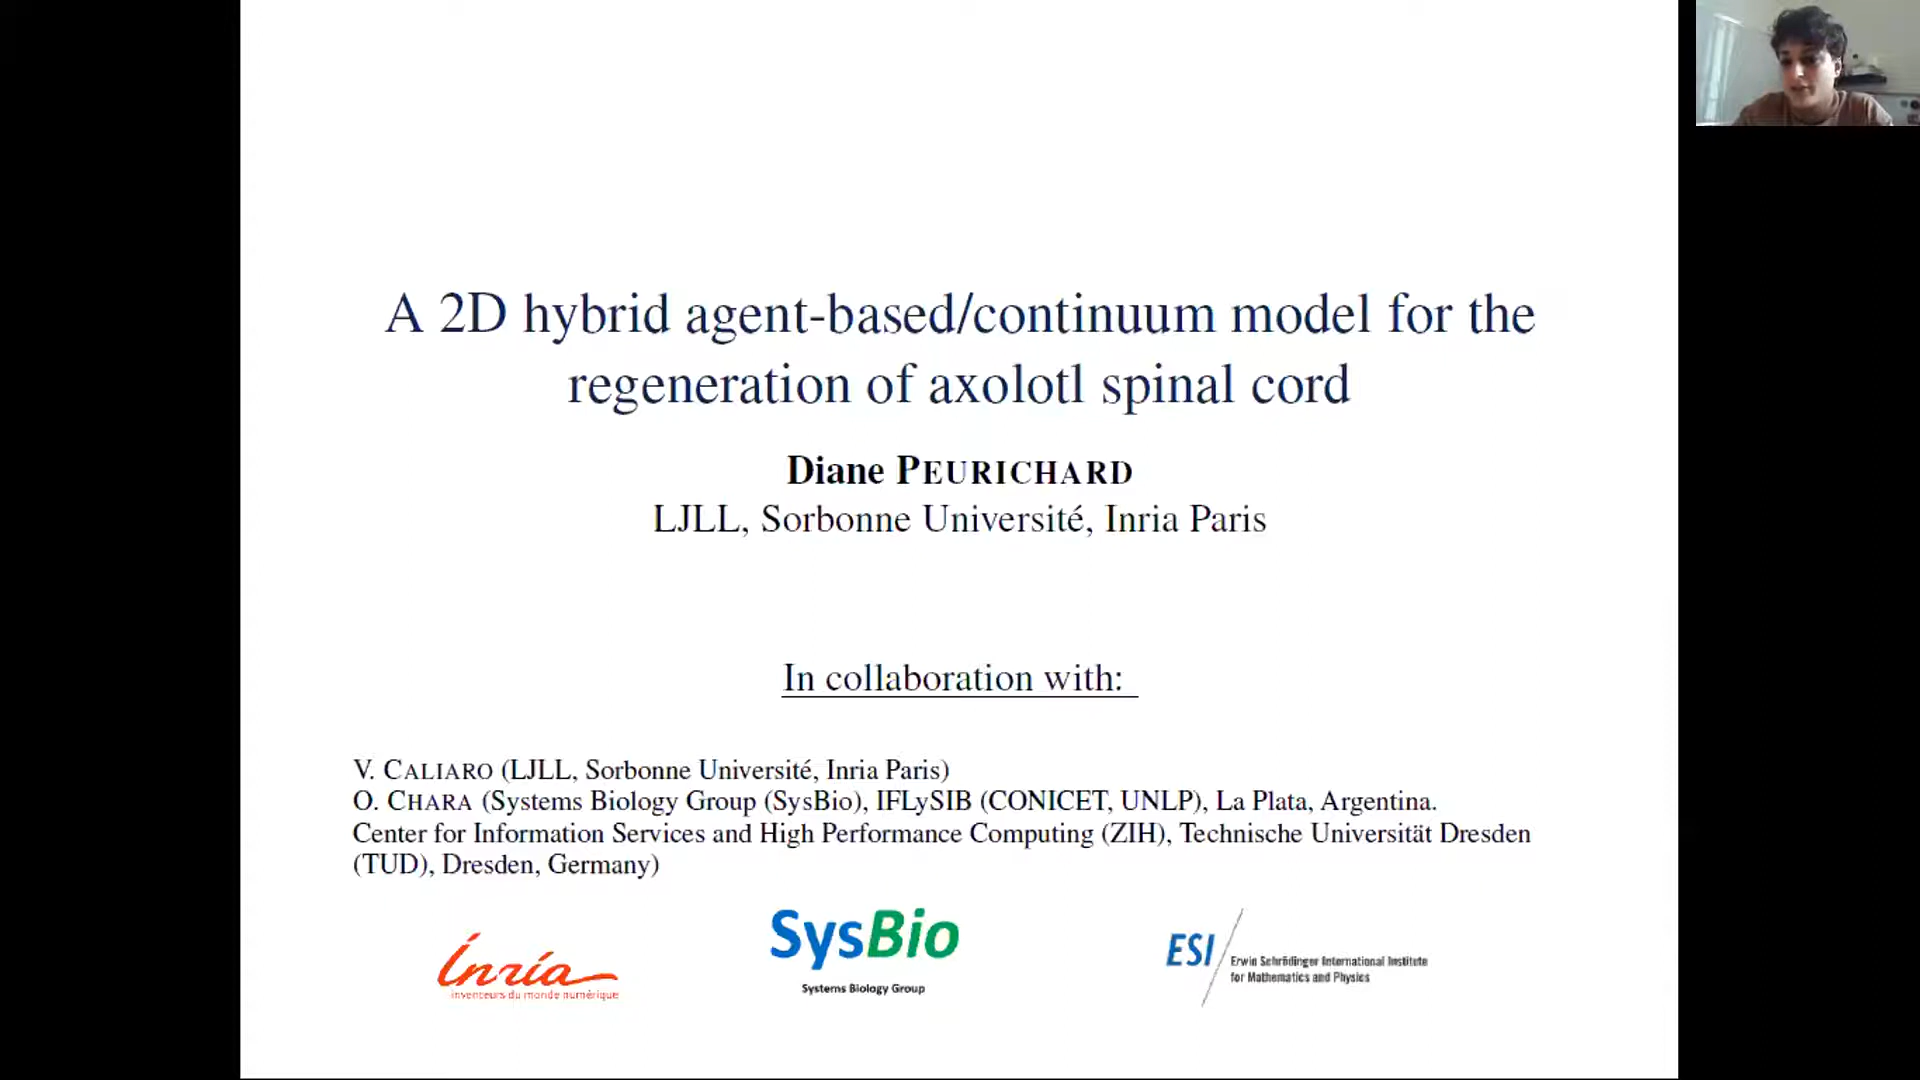 A 2D hybrid agent-based/continuum model for the
regeneration of axolotl spinal cord
Diane PEURICHARD
LJLL, Sorbonne Université, Inria Paris
In collaboration with:
V. CALIARO (LJLL, Sorbonne Université, Inria Paris)
O. CHARA (Systems Biology Group (SysBio), IFLySIB (CONICET, UNLP), La Plata, Argentina.
Center for Information Services and High Performance Computing (ZIH), Technische Universität Dresden
(TUD), Dresden, Germany)
Inria
inventeurs du monde numérique
SysBio
Systems Biology Group
ESI
Erwin Schrödinger International Institute
for Mathematics and Physics